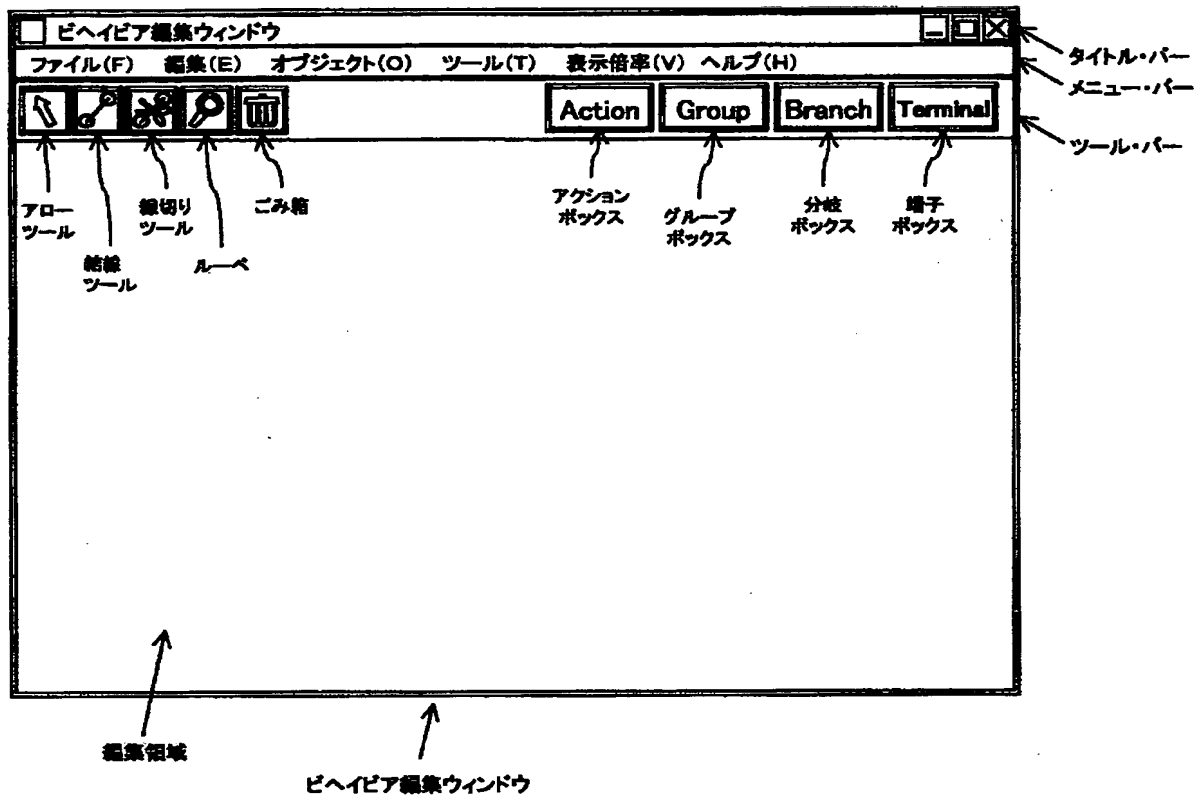 ビヘイビア編集ウィンドウ
ファイル(F) 編集(E) オブジェクト(O) ツール(T) 表示倍率(V) ヘルプ(H)
Action Group Branch Terminal
タイトル・バー
メニュー・バー
ツール・バー
アロー
ツール
結線
ツール
線切り
ツール
ルーペ
ごみ箱
アクション
ボックス
グループ
ボックス
分岐
ボックス
端子
ボックス
編集領域
ビヘイビア編集ウィンドウ